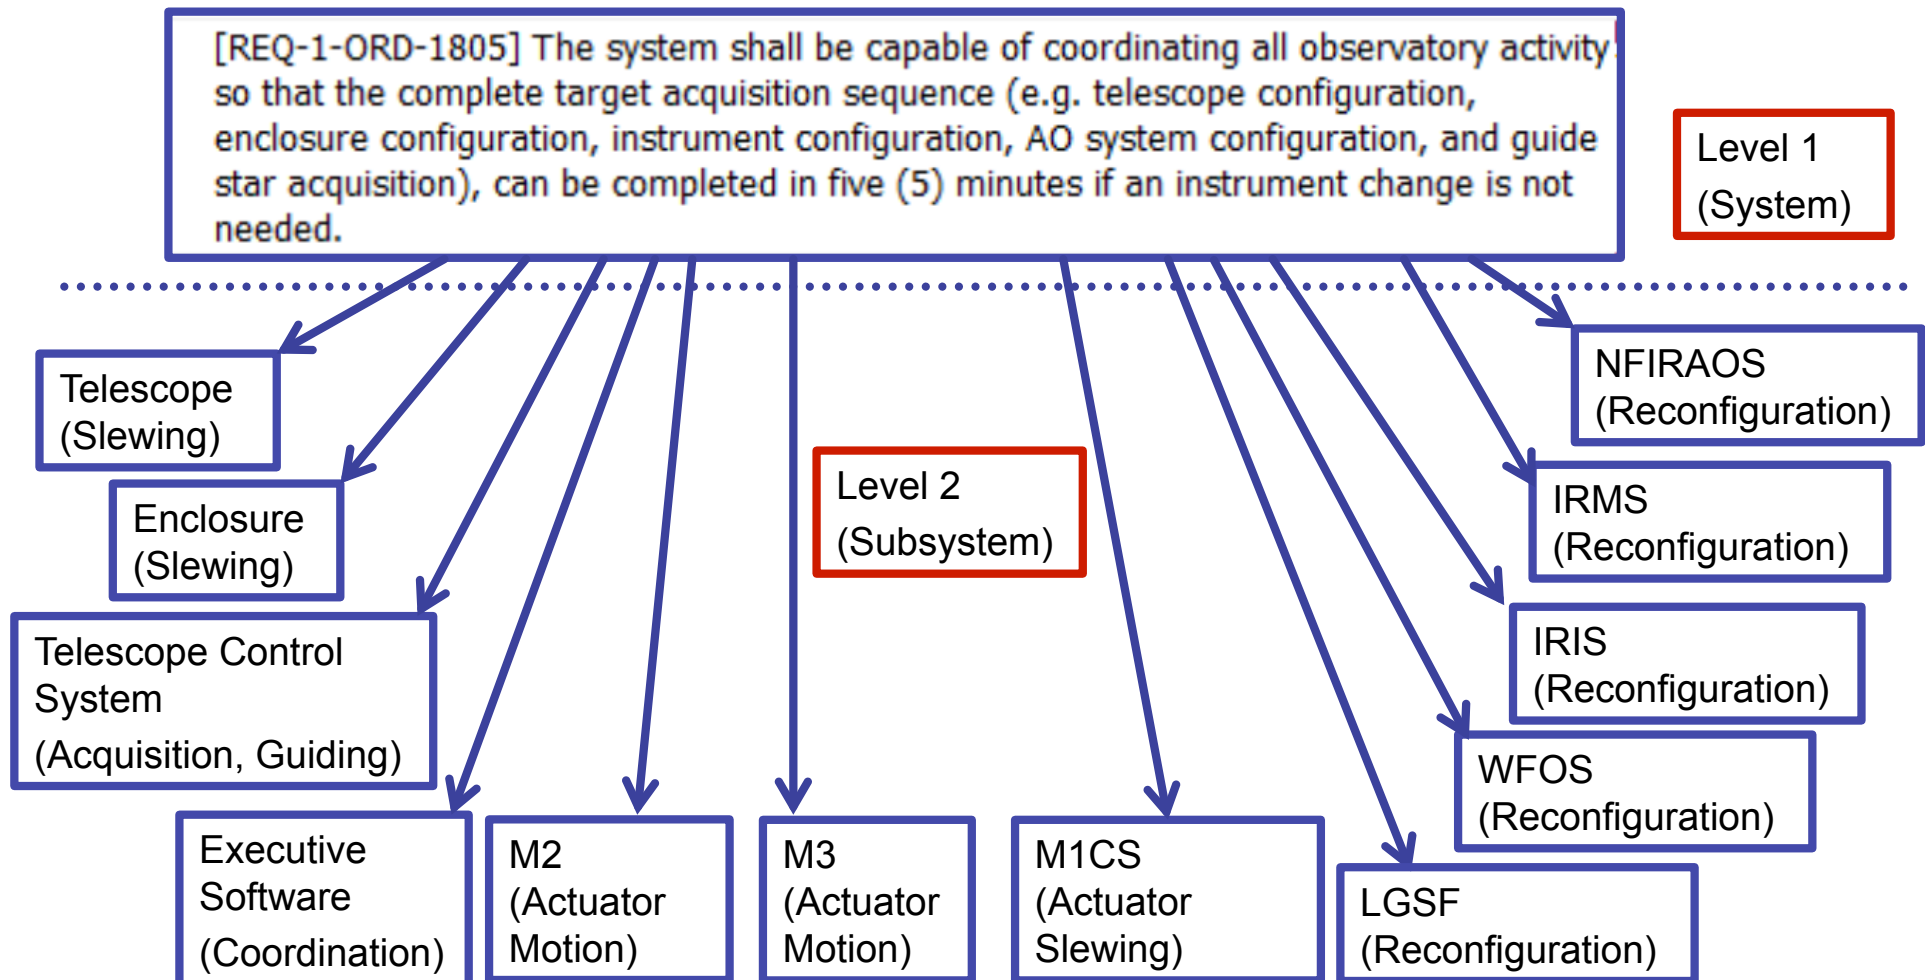 [REQ-1-ORD-1805] The system shall be capable of coordinating all observatory activity
so that the complete target acquisition sequence (e.g. telescope configuration,
enclosure configuration, instrument configuration, AO system configuration, and guide
star acquisition), can be completed in five (5) minutes if an instrument change is not
needed.
Level 1
(System)
Telescope
(Slewing)
Enclosure
(Slewing)
Telescope Control
System
(Acquisition, Guiding)
Executive
Software
(Coordination)
M2
(Actuator
Motion)
M3
(Actuator
Motion)
Level 2
(Subsystem)
M1CS
(Actuator
Slewing)
LGSF
(Reconfiguration)
WFOS
(Reconfiguration)
IRIS
(Reconfiguration)
IRMS
(Reconfiguration)
NFIRAOS
(Reconfiguration)